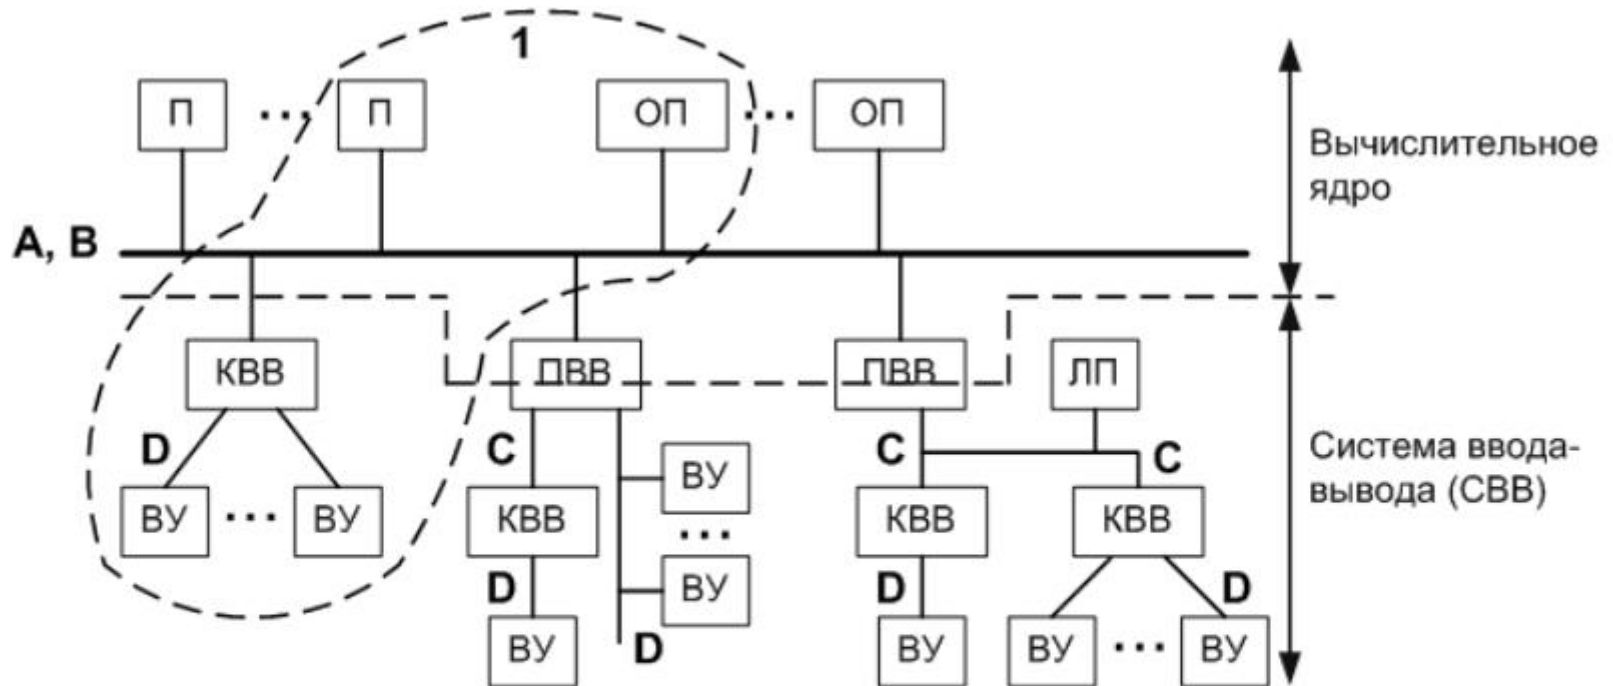 1
П ... П ОП ... ОП
Вычислительное
ядро
A, B
КВВ ПВВ ПВВ ЛП
D C C C
Система ввода-
вывода (СВВ)
ВУ ... ВУ КВВ ВУ КВВ КВВ
...
D ВУ D D
ВУ D ВУ ВУ ... ВУ